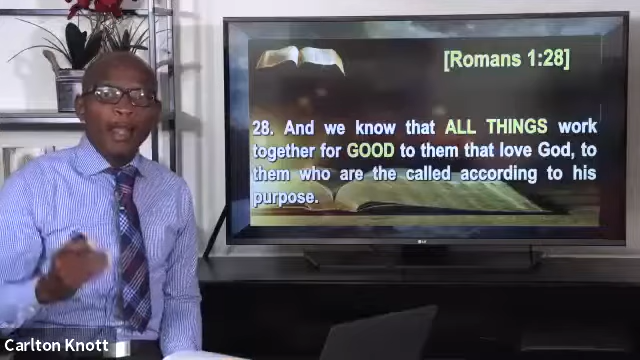 [Romans 1:28]
28. And we know that ALL THINGS work
together for GOOD to them that love God, to
them who are the called according to his
purpose.
LG
Carlton Knott